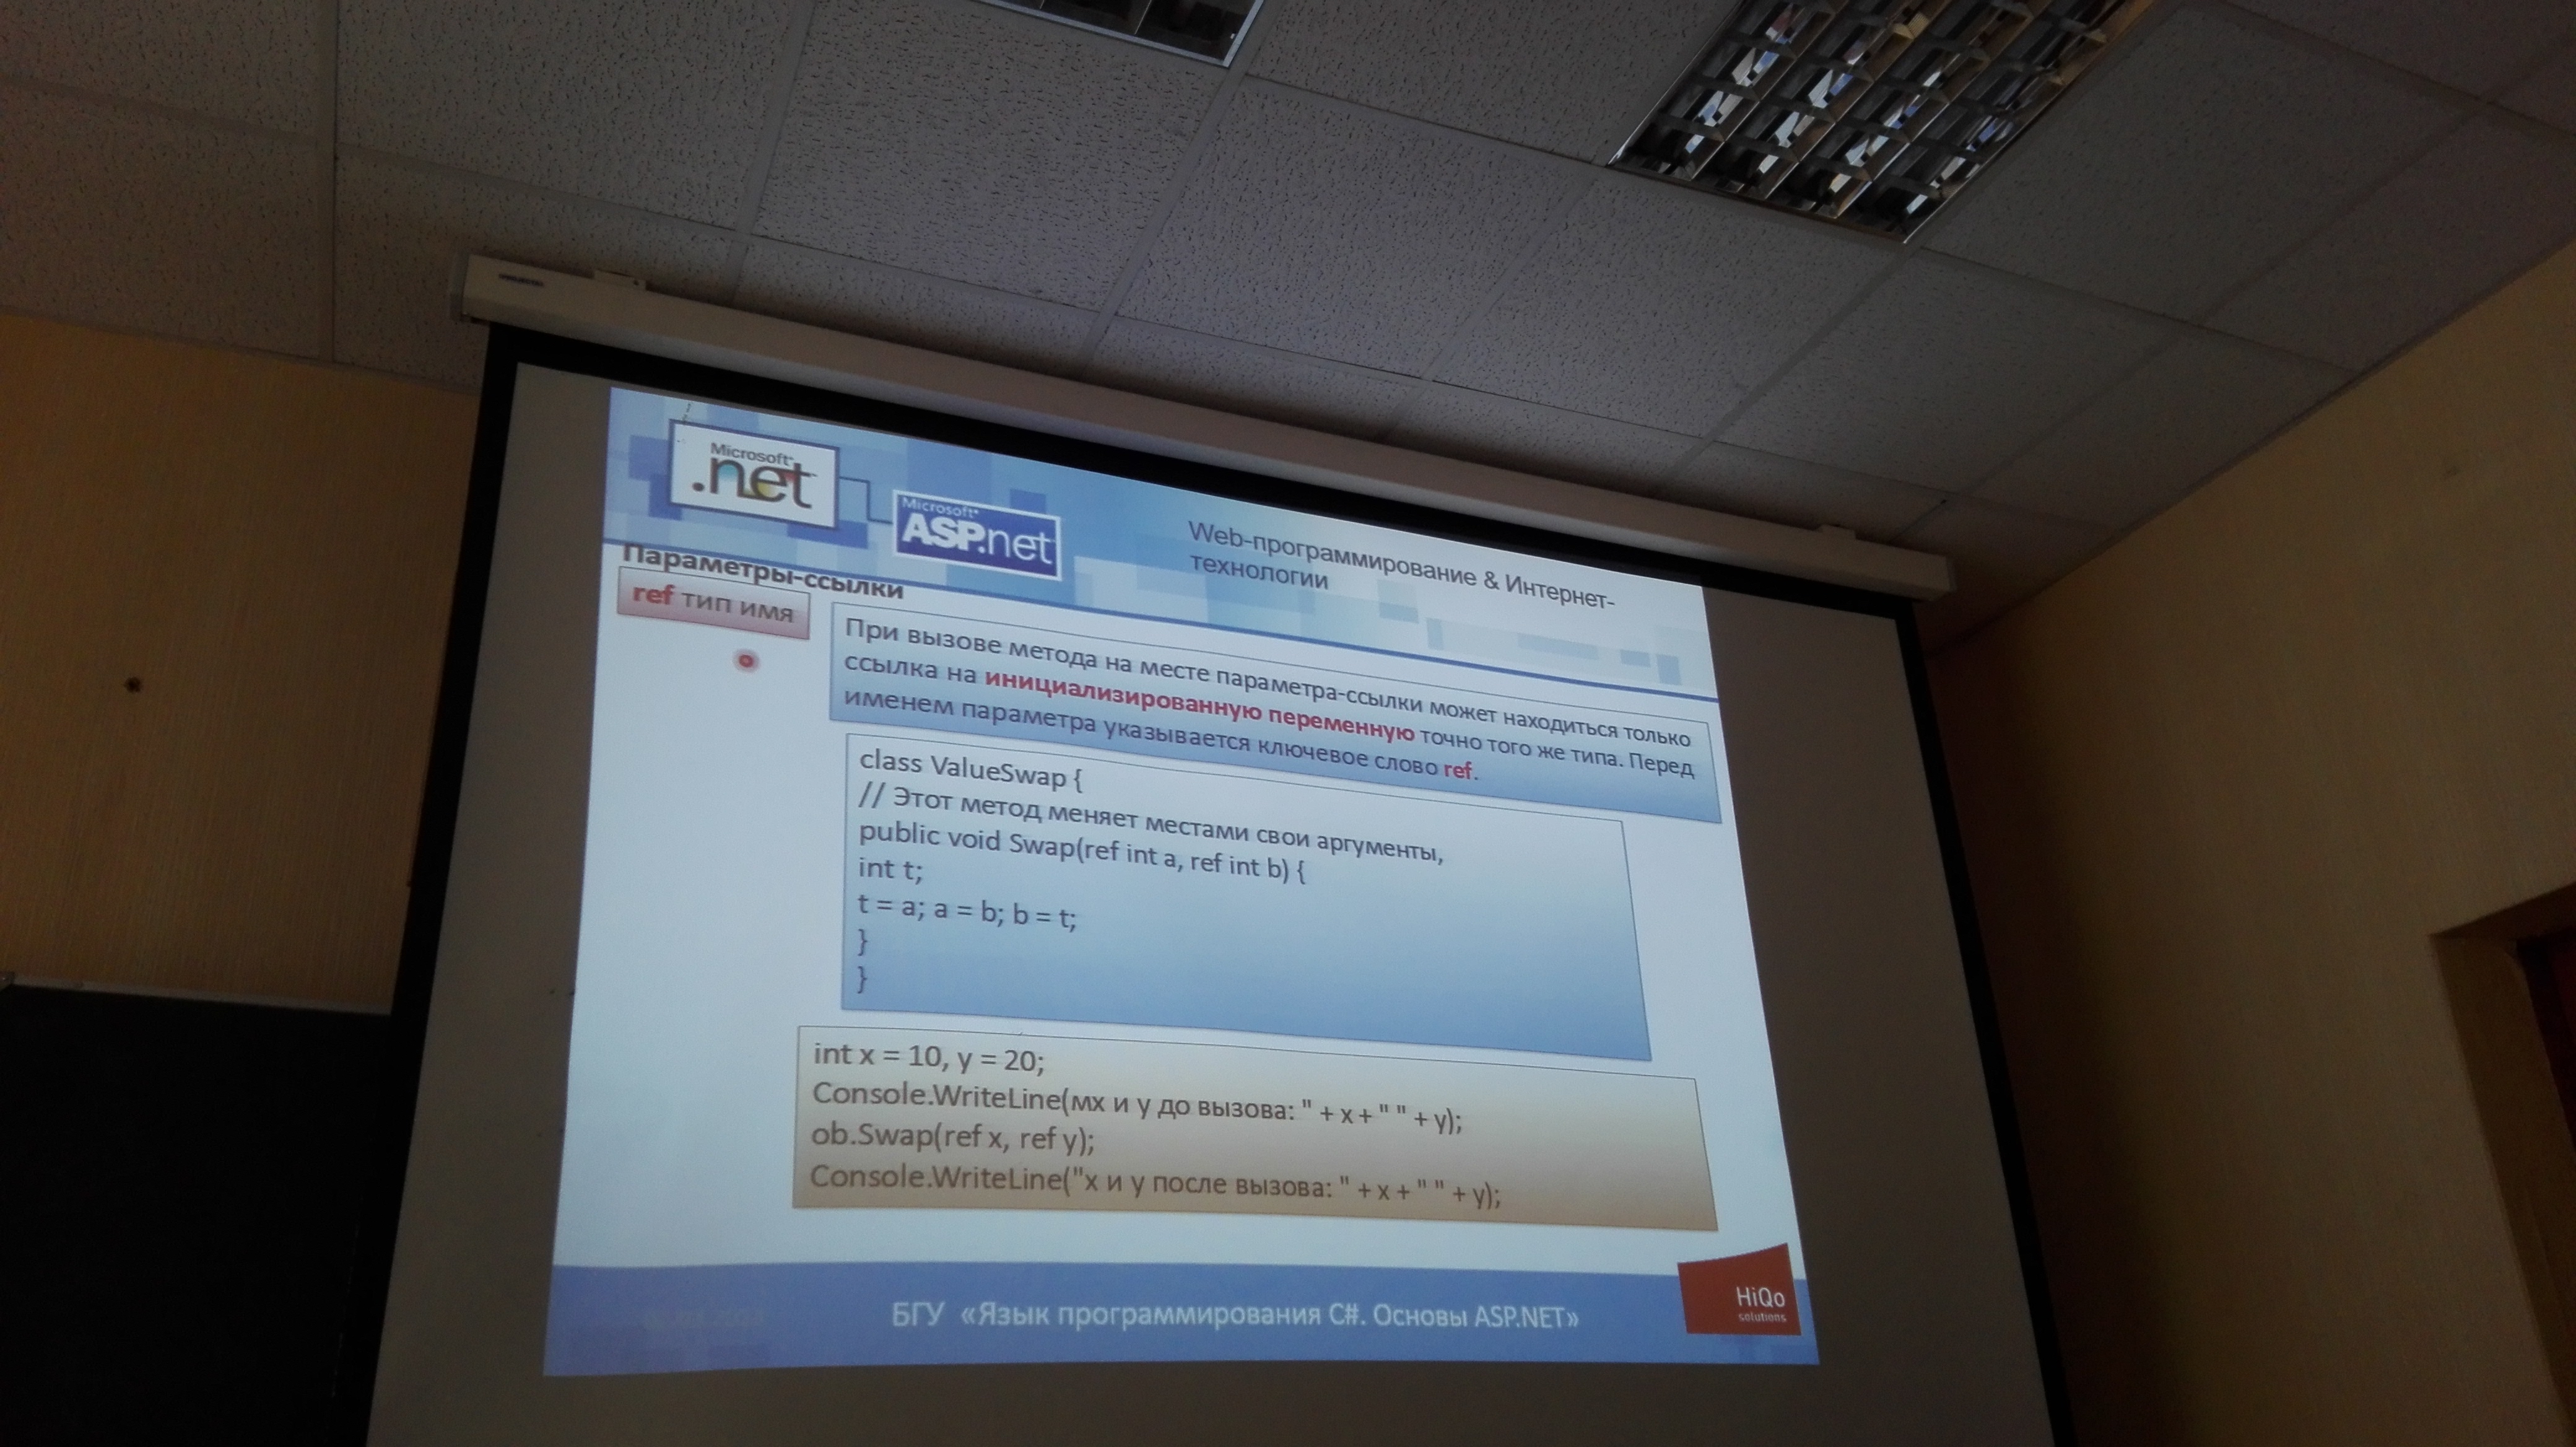 Microsoft
.net
Microsoft
ASP.net
Web-программирование & Интернет-
технологии
Параметры-ссылки
ref тип имя
При вызове метода на месте параметра-ссылки может находиться только
ссылка на инициализированную переменную точно того же типа. Перед
именем параметра указывается ключевое слово ref.
class ValueSwap {
// Этот метод меняет местами свои аргументы,
public void Swap(ref int a, ref int b) {
int t;
t = a; a = b; b = t;
}
}
int x = 10, y = 20;
Console.WriteLine(мx и y до вызова: " + x + " " + y);
ob.Swap(ref x, ref y);
Console.WriteLine("x и y после вызова: " + x + " " + y);
БГУ «Язык программирования C#. Основы ASP.NET»
HiQo
solutions